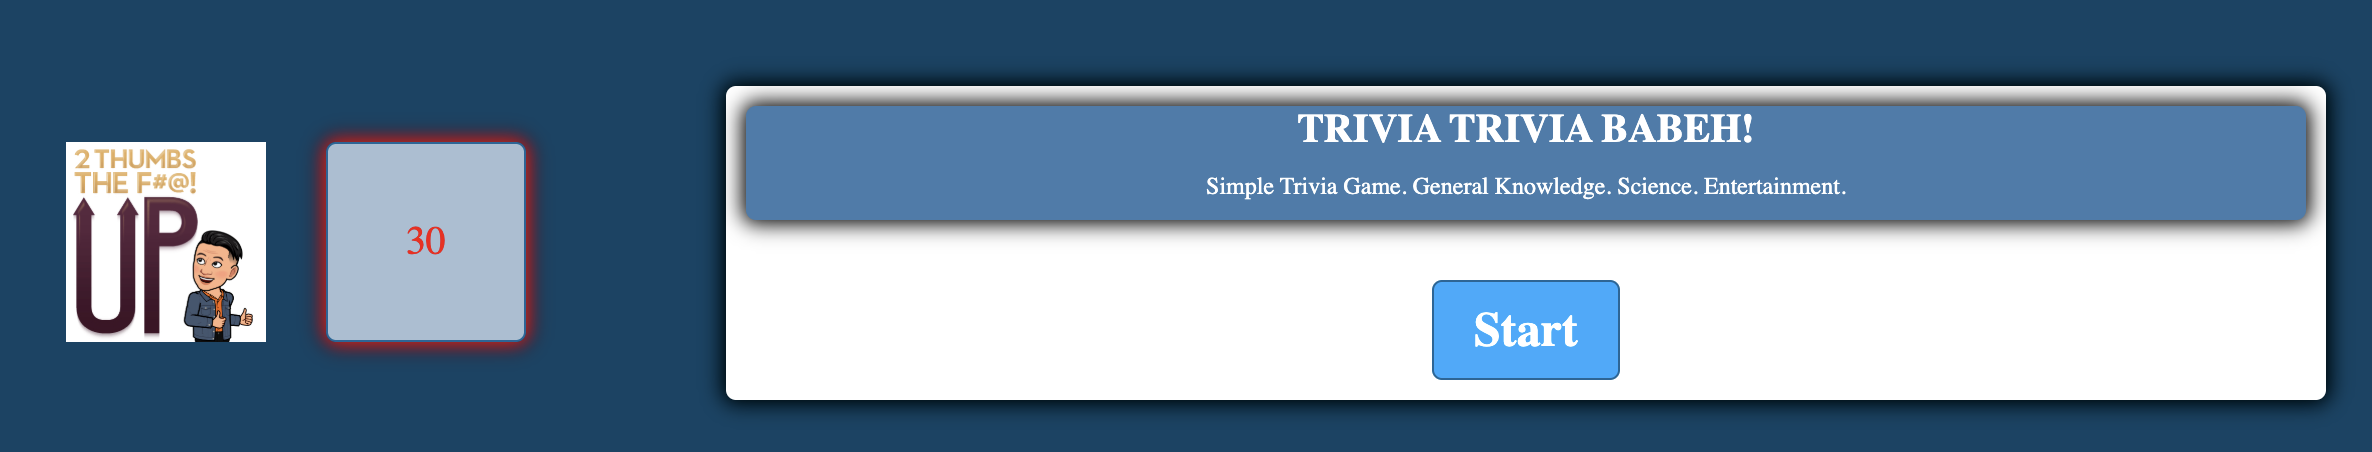 2 THUMBS
THE F#@!
UP
30
TRIVIA TRIVIA BABEH!
Simple Trivia Game. General Knowledge. Science. Entertainment.
Start